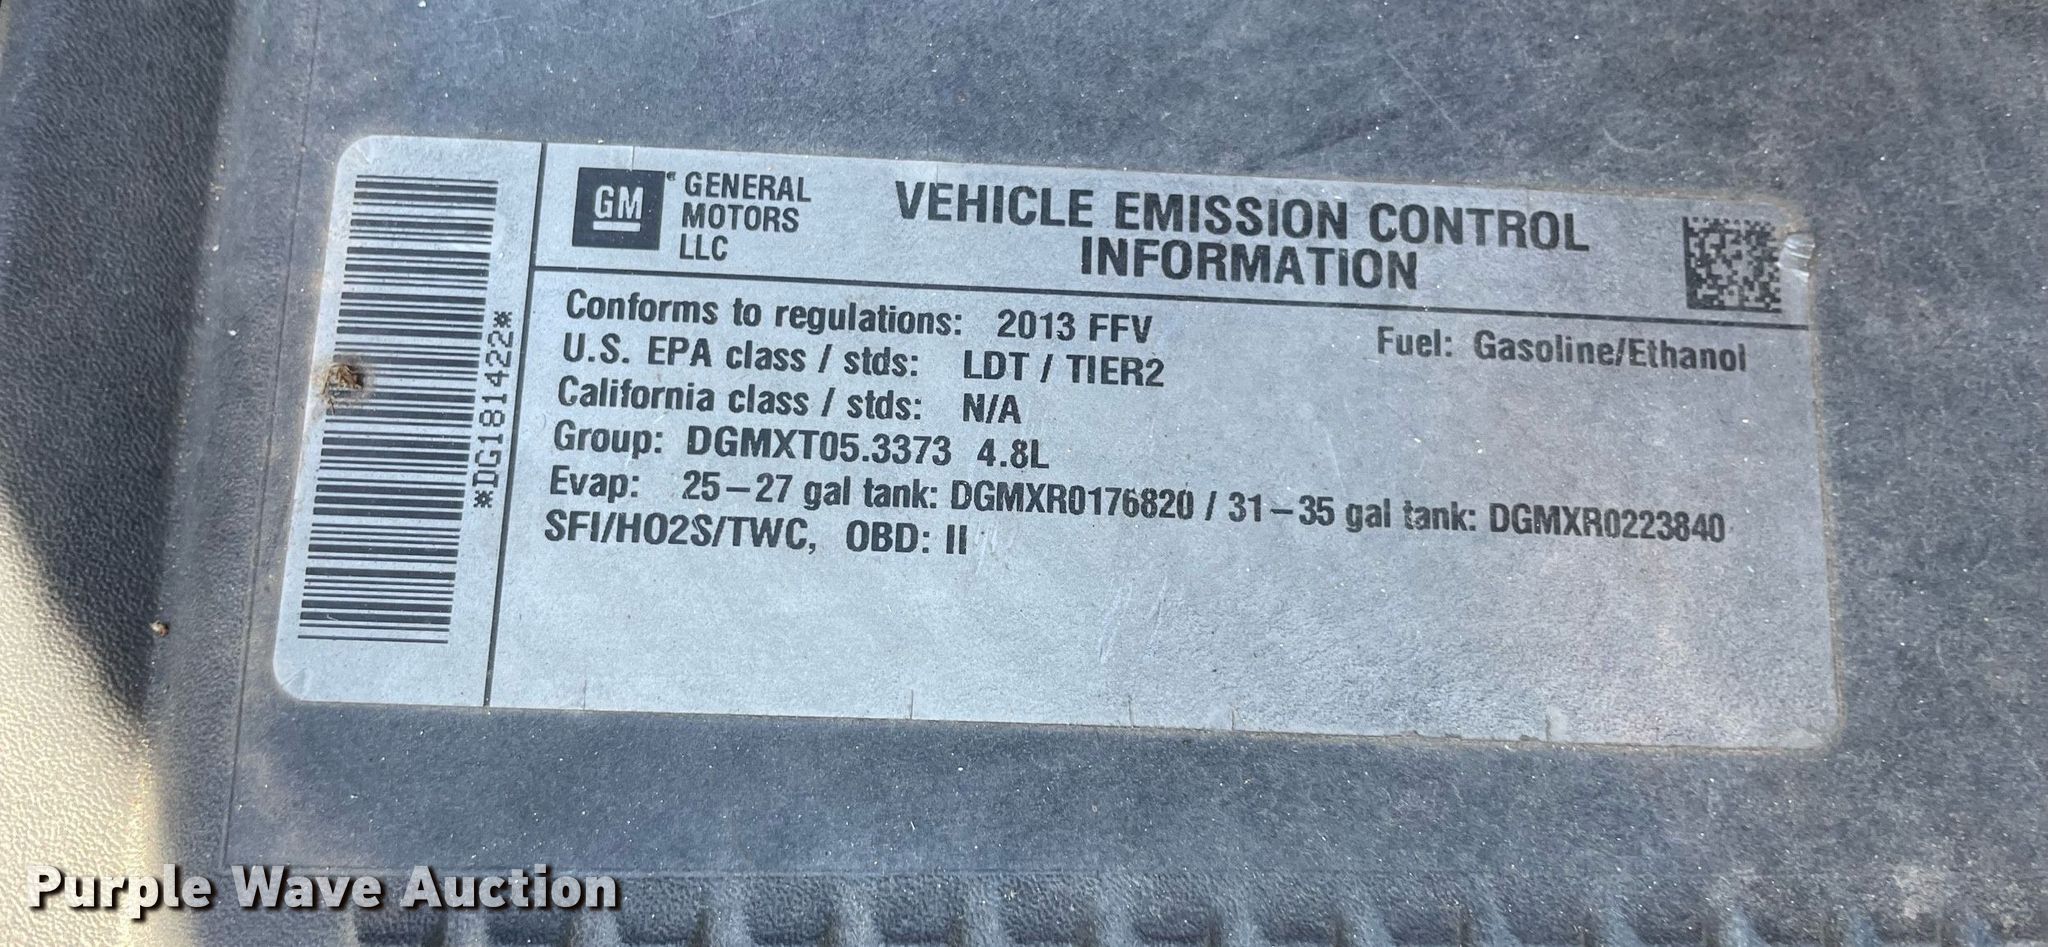 *DG181422*
GM
GENERAL
MOTORS
LLC
VEHICLE EMISSION CONTROL
INFORMATION
Conforms to regulations: 2013 FFV
Fuel: Gasoline/Ethanol
U.S. EPA class / stds: LDT / TIER2
California class / stds: N/A
Group: DGMXT05.3373 4.8L
Evap: 25-27 gal tank: DGMXR0176820 / 31-35 gal tank: DGMXR0223840
SFI/HO2S/TWC, OBD: II
Purple Wave Auction